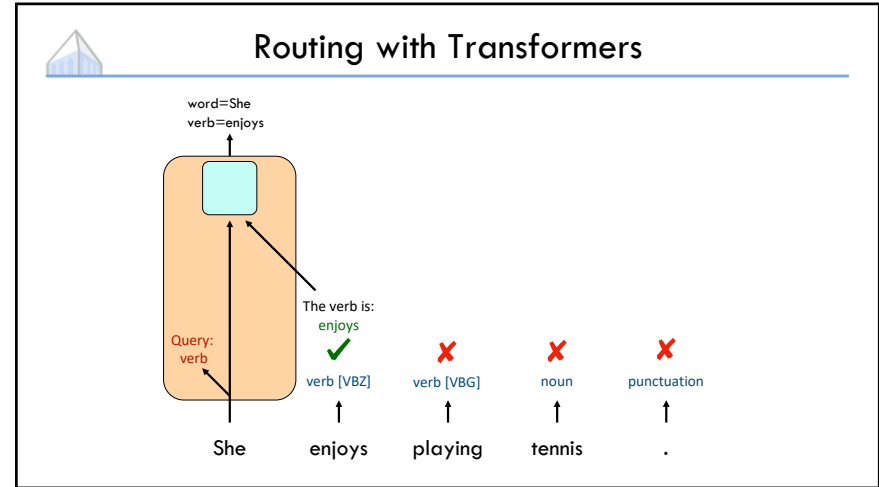 Routing with Transformers
word=She
verb=enjoys
The verb is:
enjoys
Query:
verb
verb [VBZ] verb [VBG] noun punctuation
She enjoys playing tennis .